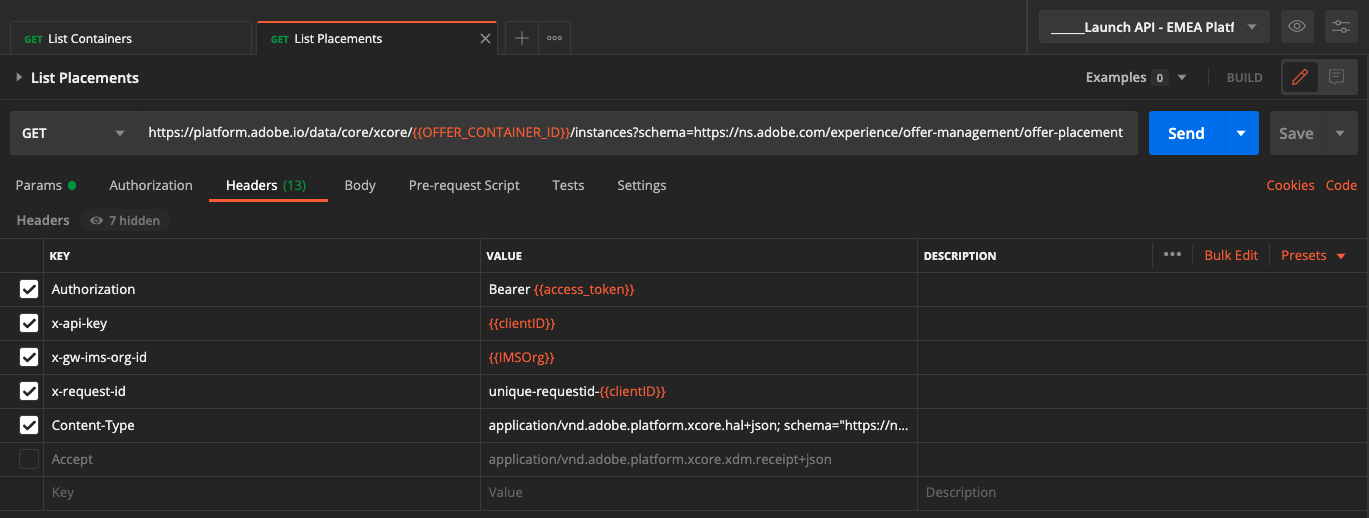 GET List Containers
GET List Placements
______Launch API - EMEA Platf
List Placements
Examples 0
BUILD
GET
https://platform.adobe.io/data/core/xcore/{{OFFER_CONTAINER_ID}}/instances?schema=https://ns.adobe.com/experience/offer-management/offer-placement
Send
Save
Params Authorization Headers (13) Body Pre-request Script Tests Settings Cookies Code
Headers 7 hidden
KEY VALUE DESCRIPTION Bulk Edit Presets
Authorization Bearer {{access_token}}
x-api-key {{clientID}}
x-gw-ims-org-id {{IMSOrg}}
x-request-id unique-requestid-{{clientID}}
Content-Type application/vnd.adobe.platform.xcore.hal+json; schema="https://n...
Accept application/vnd.adobe.platform.xcore.xdm.receipt+json
Key Value Description